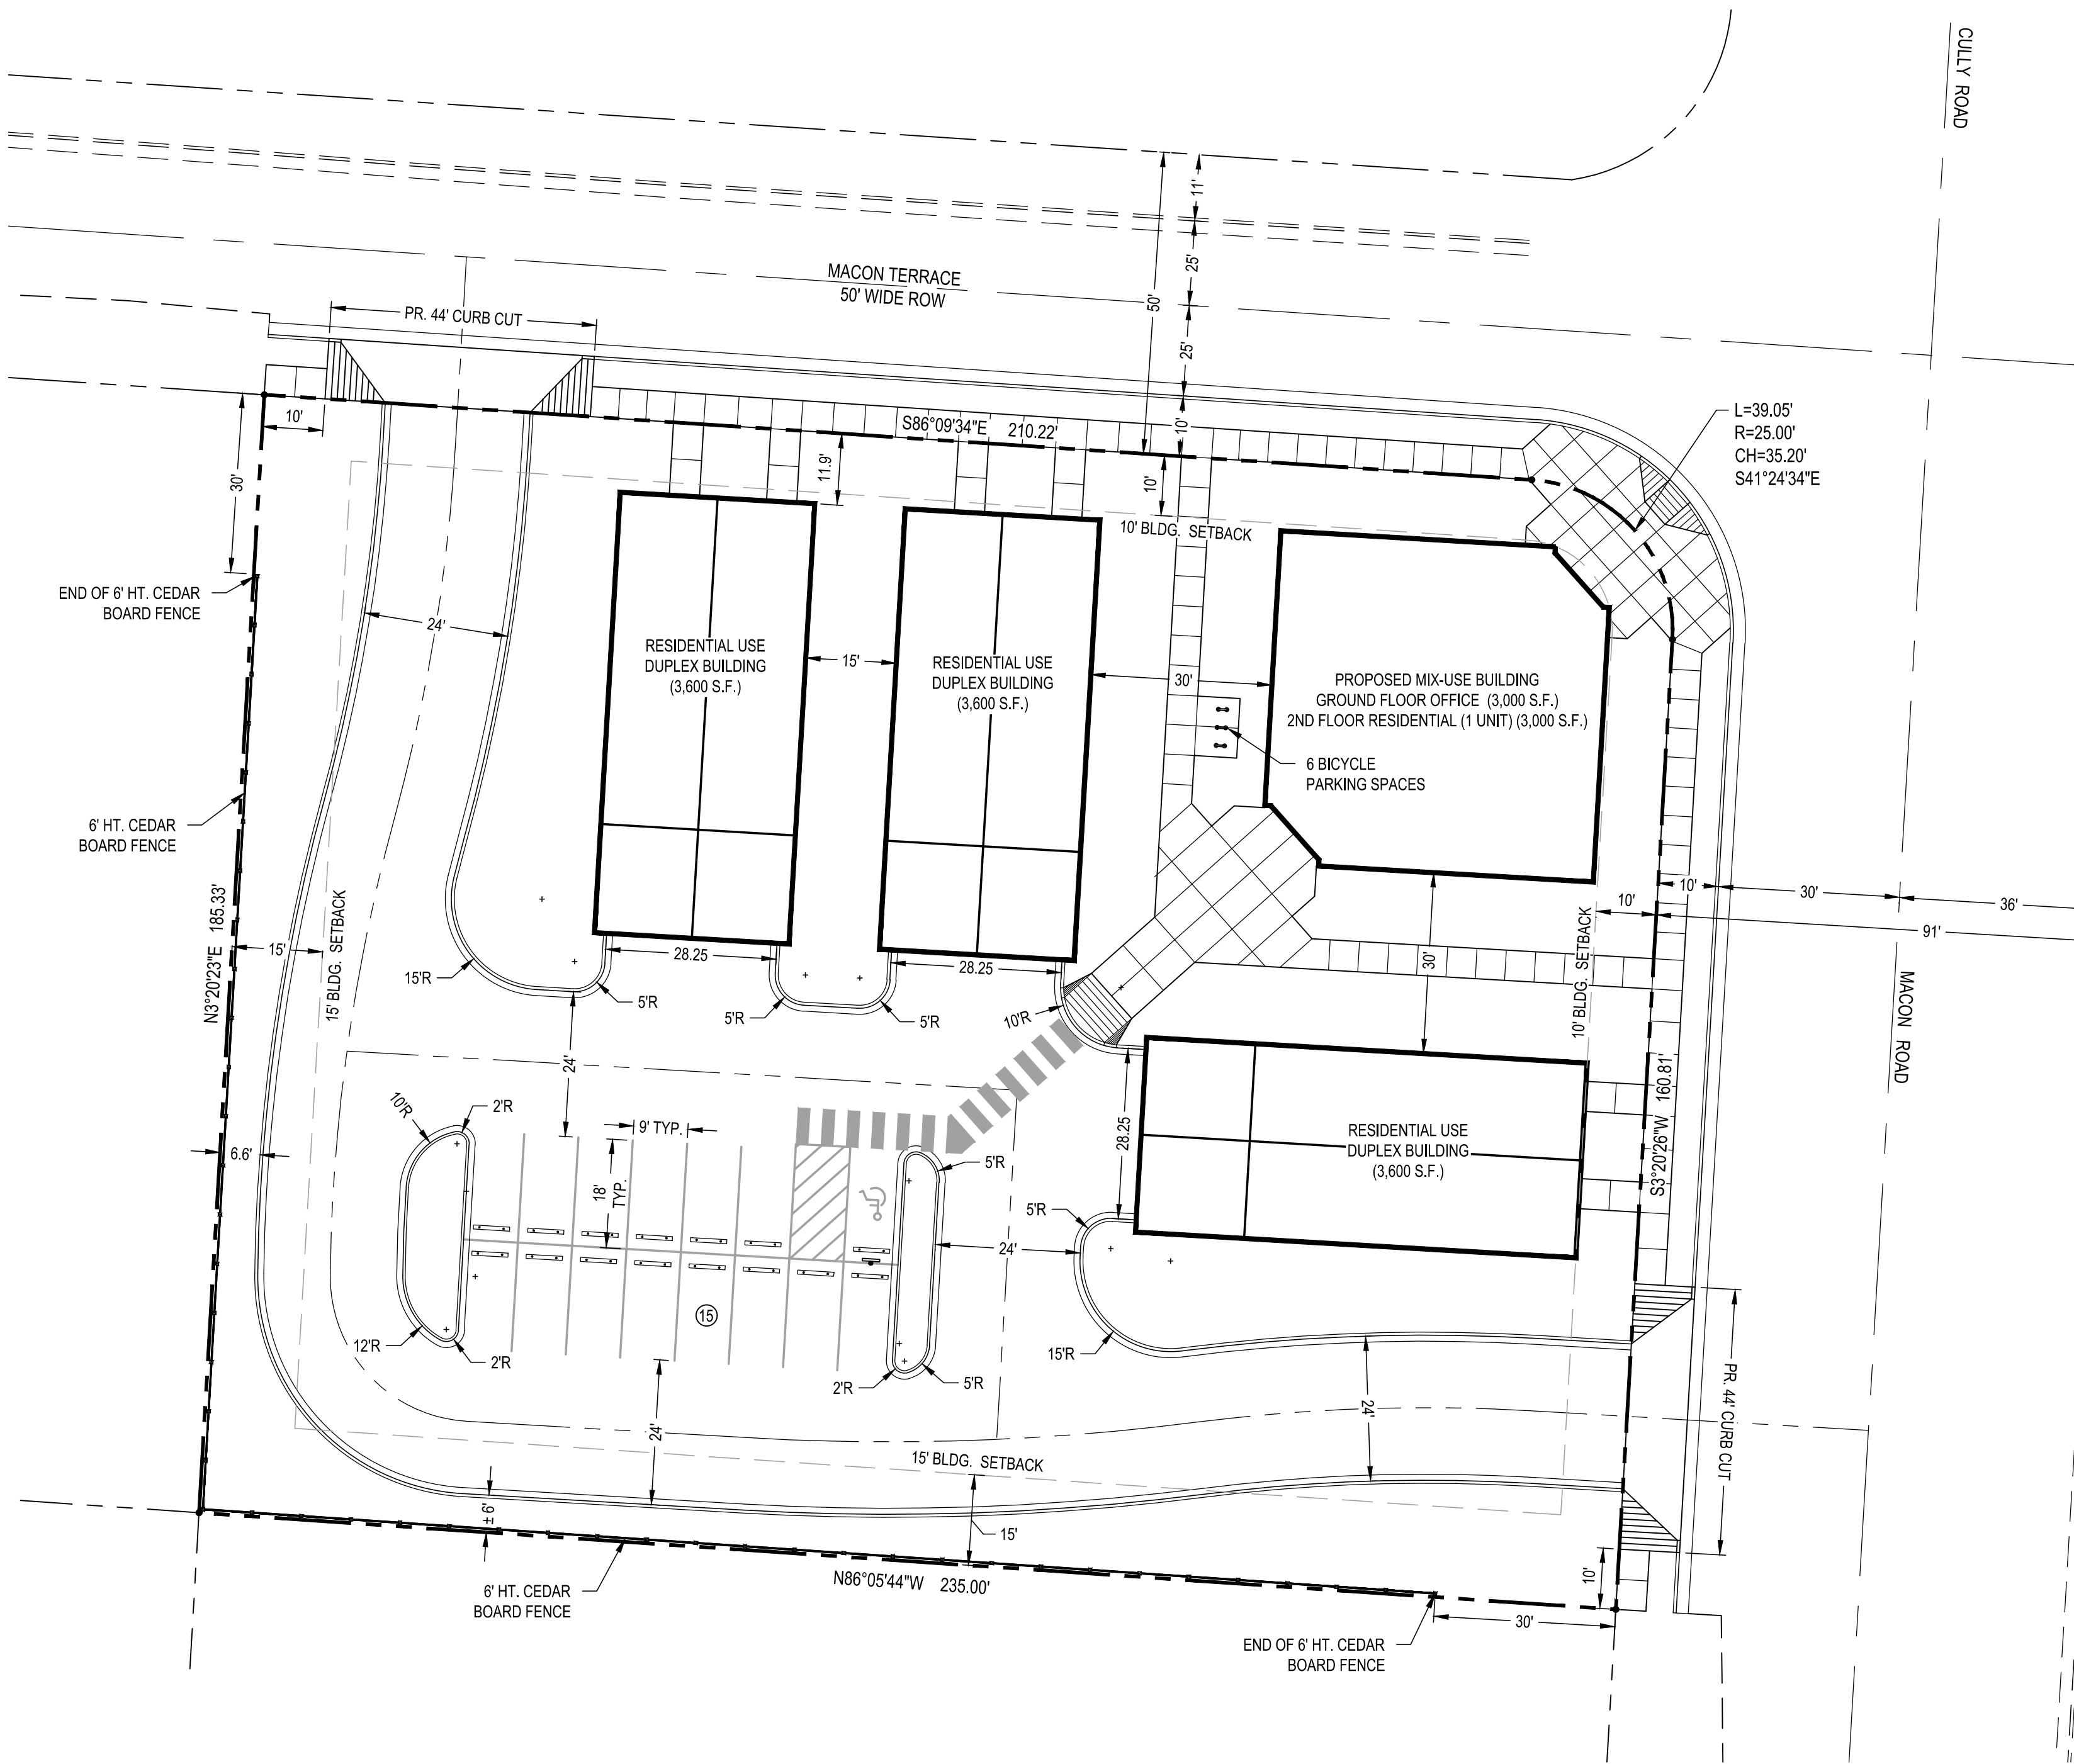 CULLY ROAD
11'
25'
50'
MACON TERRACE
50' WIDE ROW
PR. 44' CURB CUT
25'
10'
10'
S86°09'34"E 210.22'
L=39.05'
R=25.00'
CH=35.20'
S41°24'34"E
11.9'
30'
10'
10' BLDG. SETBACK
END OF 6' HT. CEDAR
BOARD FENCE
24'
RESIDENTIAL USE
DUPLEX BUILDING
(3,600 S.F.)
15'
RESIDENTIAL USE
DUPLEX BUILDING
(3,600 S.F.)
30'
PROPOSED MIX-USE BUILDING
GROUND FLOOR OFFICE (3,000 S.F.)
2ND FLOOR RESIDENTIAL (1 UNIT) (3,000 S.F.)
6 BICYCLE
PARKING SPACES
6' HT. CEDAR
BOARD FENCE
N3°20'23"E 185.33'
15'
15' BLDG. SETBACK
10'
30'
36'
10'
91'
28.25
28.25
30'
10' BLDG. SETBACK
MACON ROAD
15'R
5'R
5'R
5'R
10'R
24'
10'R
2'R
9' TYP.
18'
TYP.
5'R
28.25
RESIDENTIAL USE
DUPLEX BUILDING
(3,600 S.F.)
S3°20'26"W 160.81'
6.6'
5'R
24'
15
12'R
2'R
2'R
5'R
15'R
24'
24'
PR. 44' CURB CUT
15' BLDG. SETBACK
±6'
15'
10'
6' HT. CEDAR
BOARD FENCE
N86°05'44"W 235.00'
30'
END OF 6' HT. CEDAR
BOARD FENCE